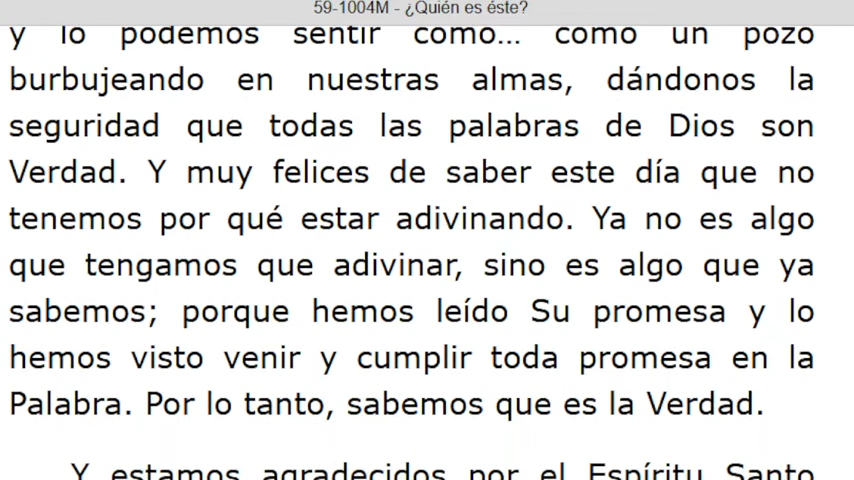 59-1004M - ¿Quién es éste?
y lo podemos sentir como... como un pozo
burbujeando en nuestras almas, dándonos la
seguridad que todas las palabras de Dios son
Verdad. Y muy felices de saber este día que no
tenemos por qué estar adivinando. Ya no es algo
que tengamos que adivinar, sino es algo que ya
sabemos; porque hemos leído Su promesa y lo
hemos visto venir y cumplir toda promesa en la
Palabra. Por lo tanto, sabemos que es la Verdad.
Y estamos agradecidos por el Espíritu Santo